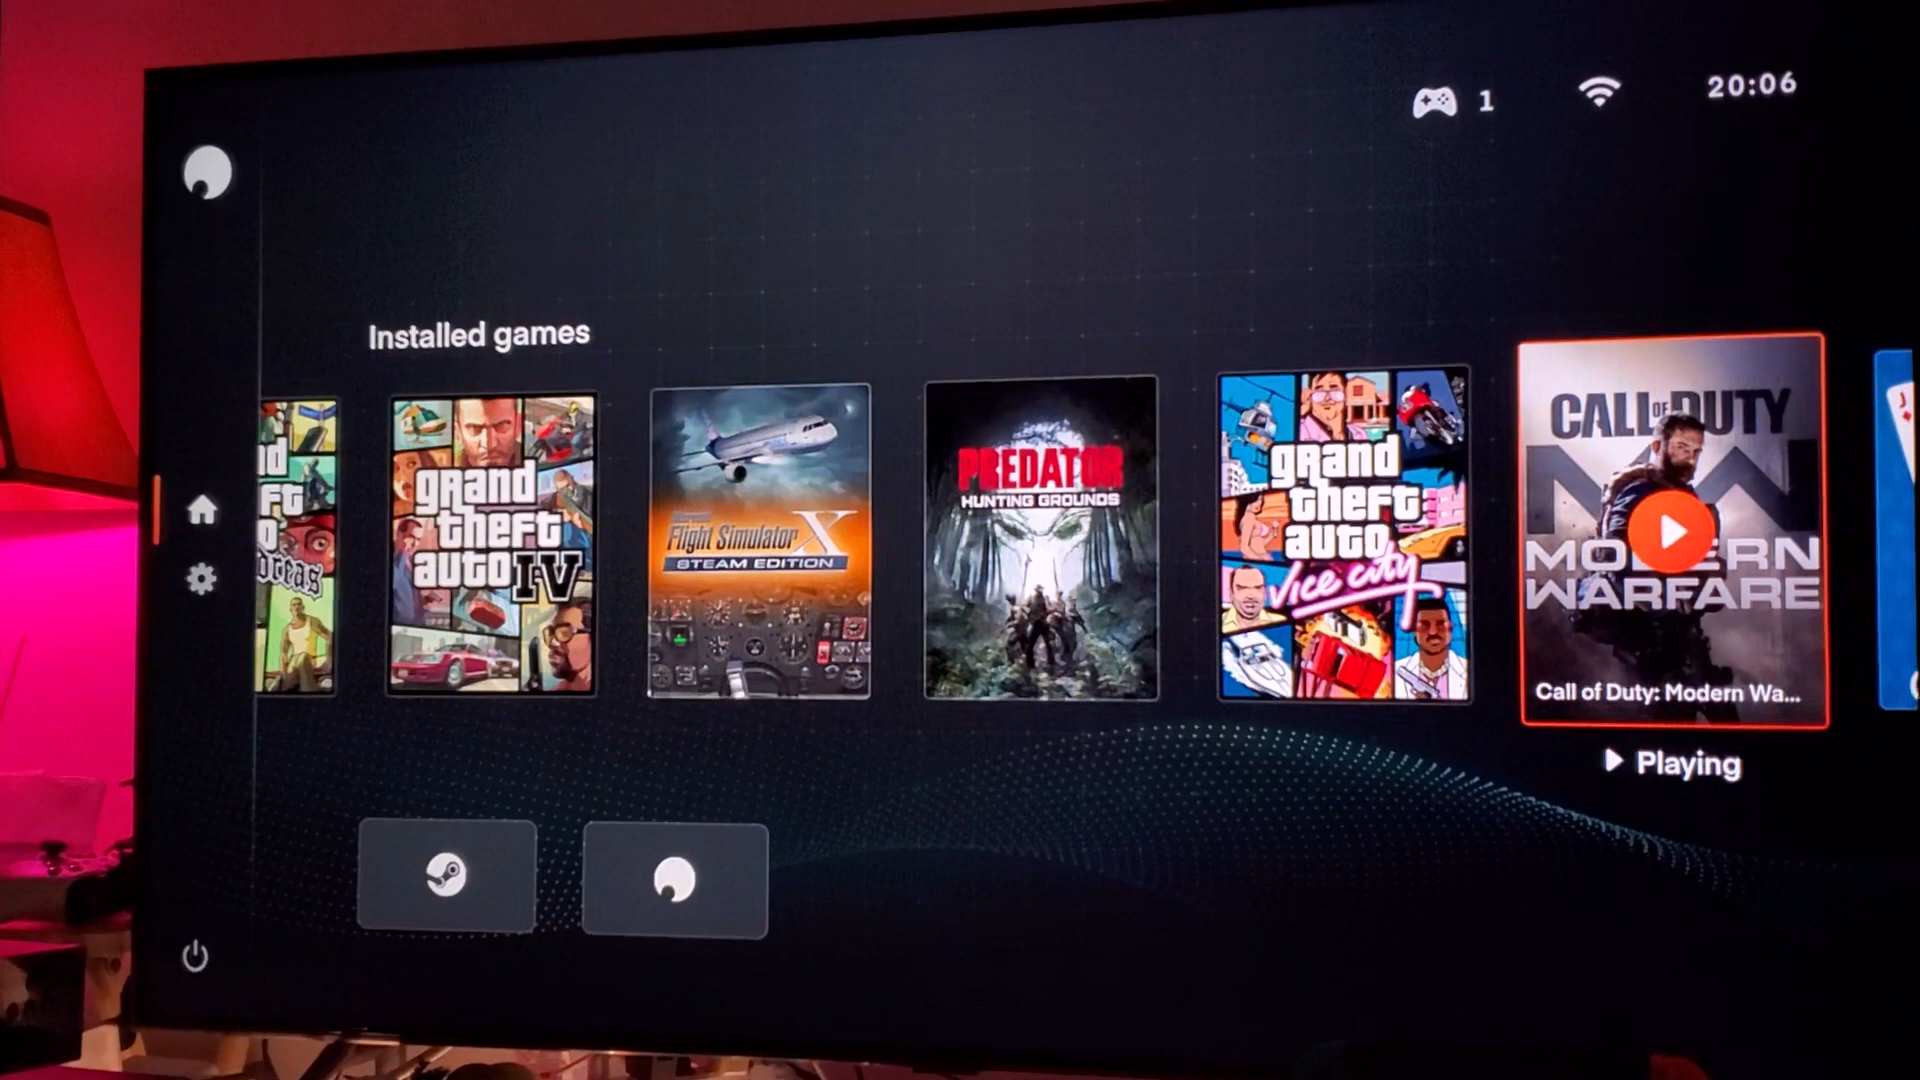 1
20:06
Installed games
grand
theft
auto
IV
Flight Simulator X
STEAM EDITION
PREDATOR
HUNTING GROUNDS
grand
theft
auto
Vice City
CALL OF DUTY
MW
MODERN
WARFARE
Call of Duty: Modern Wa...
Playing
J